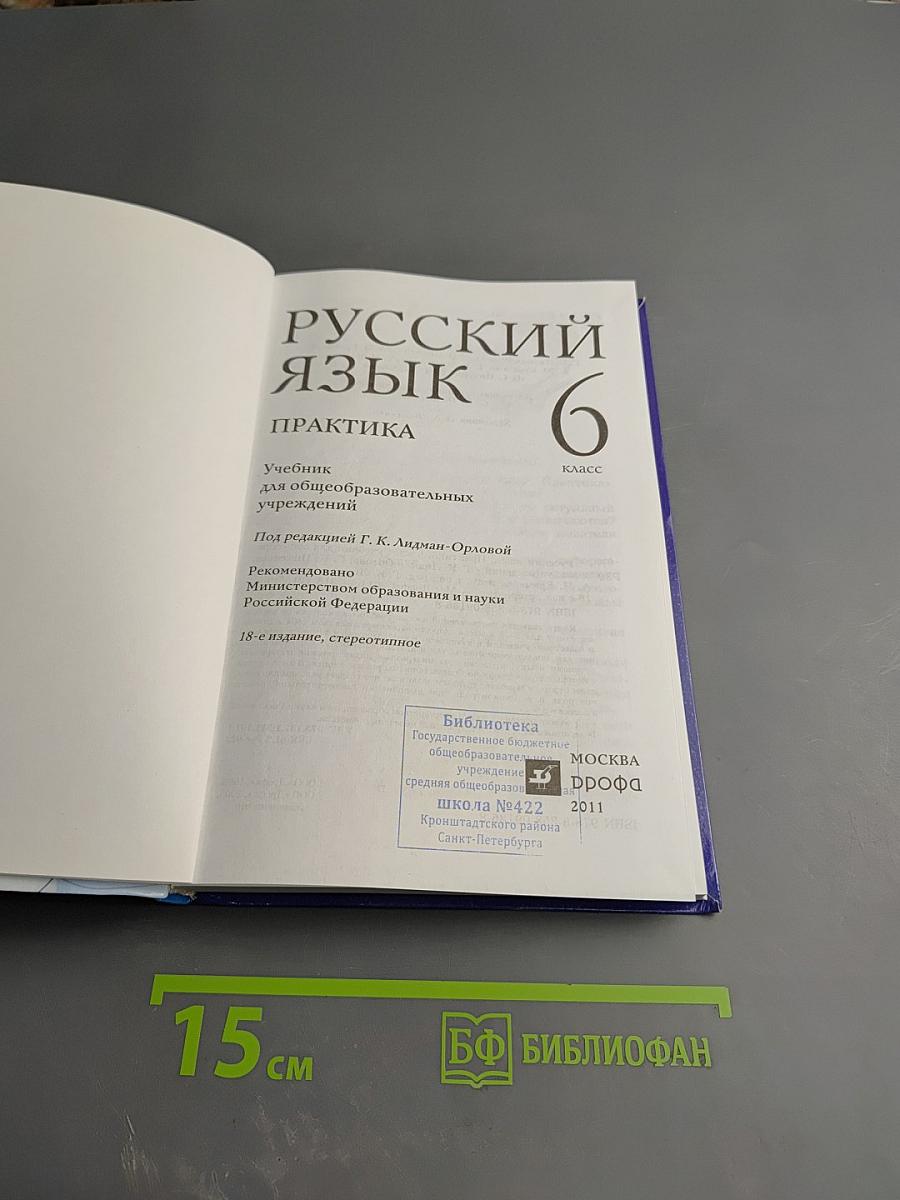 РУССКИЙ
ЯЗЫК
6
класс
ПРАКТИКА
Учебник
для общеобразовательных
учреждений
Под редакцией Г. К. Лидман-Орловой
Рекомендовано
Министерством образования и науки
Российской Федерации
18-е издание, стереотипное
Библиотека
Государственное бюджетное
общеобразовательное
учреждение
средняя
школа №422
Кронштадтского района
Санкт-Петербурга
МОСКВА
дрофа
2011
15 см
БФ БИБЛИОФАН